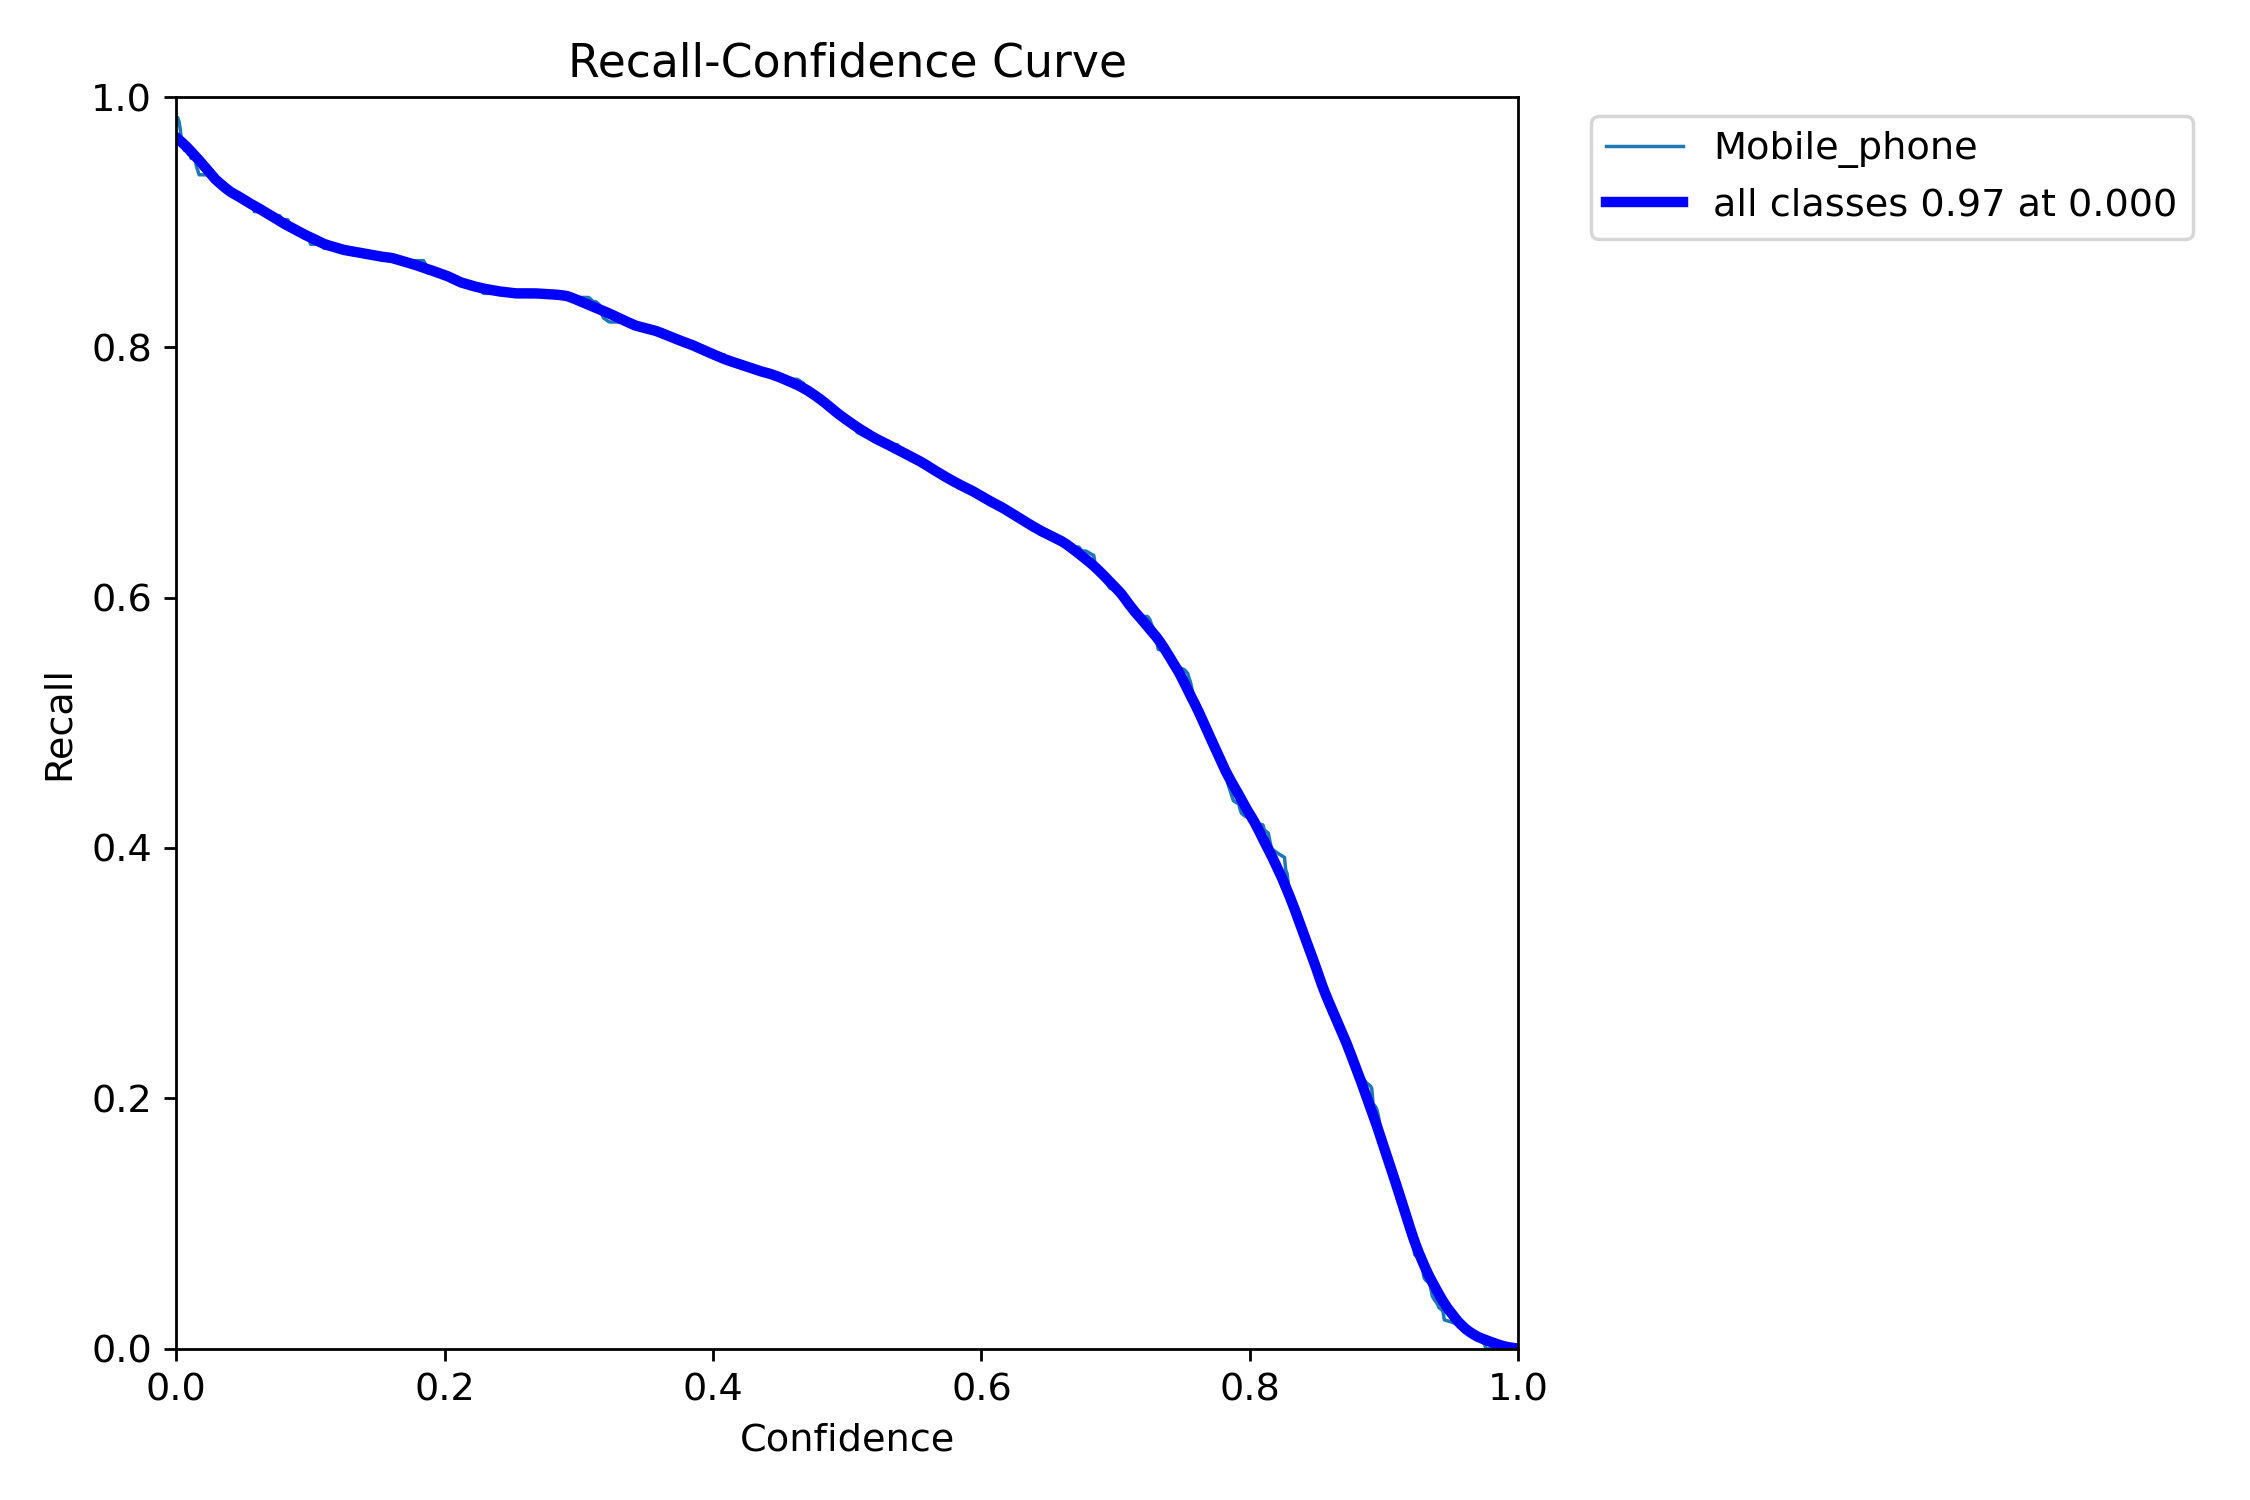 Recall-Confidence Curve
Mobile_phone
all classes 0.97 at 0.000
1.0
0.8
0.6
0.4
0.2
0.0
Recall
0.0 0.2 0.4 0.6 0.8 1.0
Confidence